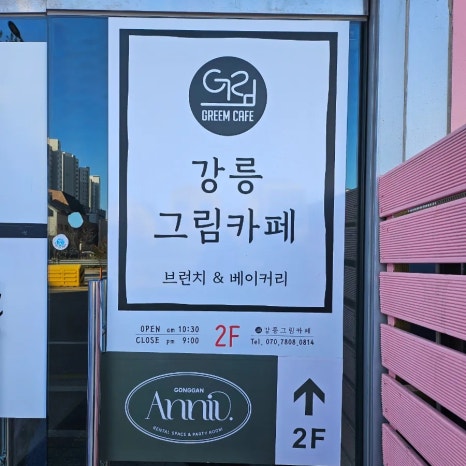 그림
GREEM CAFE
강릉
그림카페
브런치 & 베이커리
OPEN am 10:30
CLOSE pm 9:00
2F
강릉그림카페
Tel. 070.7808.0814
GONGGAN
Anniv.
RENTAL SPACE & PARTY ROOM
2F